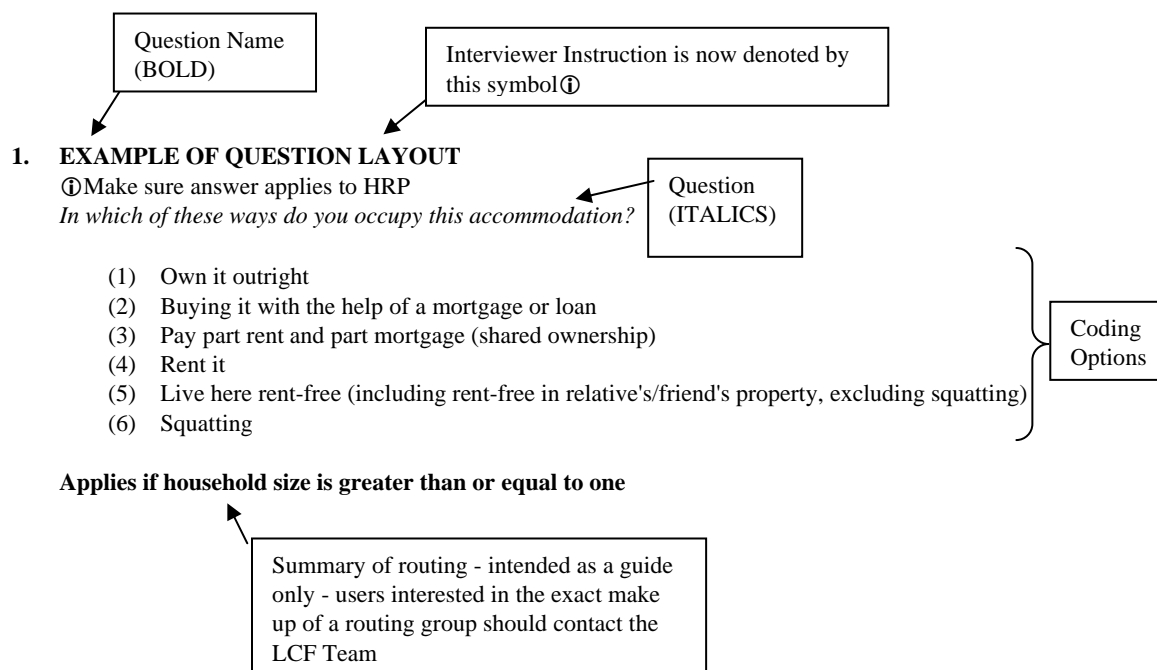 Question Name
(BOLD)
Interviewer Instruction is now denoted by
this symbolⓘ
1. EXAMPLE OF QUESTION LAYOUT
ⓘMake sure answer applies to HRP
In which of these ways do you occupy this accommodation?
Question
(ITALICS)
(1) Own it outright
(2) Buying it with the help of a mortgage or loan
(3) Pay part rent and part mortgage (shared ownership)
(4) Rent it
(5) Live here rent-free (including rent-free in relative's/friend's property, excluding squatting)
(6) Squatting
Coding
Options
Applies if household size is greater than or equal to one
Summary of routing - intended as a guide
only - users interested in the exact make
up of a routing group should contact the
LCF Team